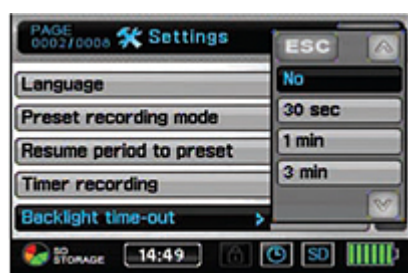 PAGE
0002/0008 Settings
ESC
Language
Preset recording mode
Resume period to preset
Timer recording
Backlight time-out >
No
30 sec
1 min
3 min
SD
STORAGE 14:49 SD